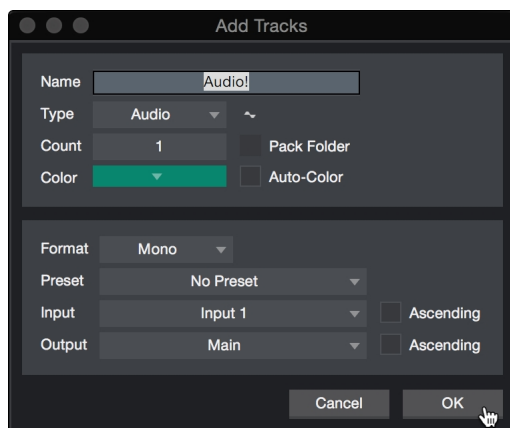 Add Tracks
Name Audio!
Type Audio
Count 1 Pack Folder
Color Auto-Color
Format Mono
Preset No Preset
Input Input 1 Ascending
Output Main Ascending
Cancel OK